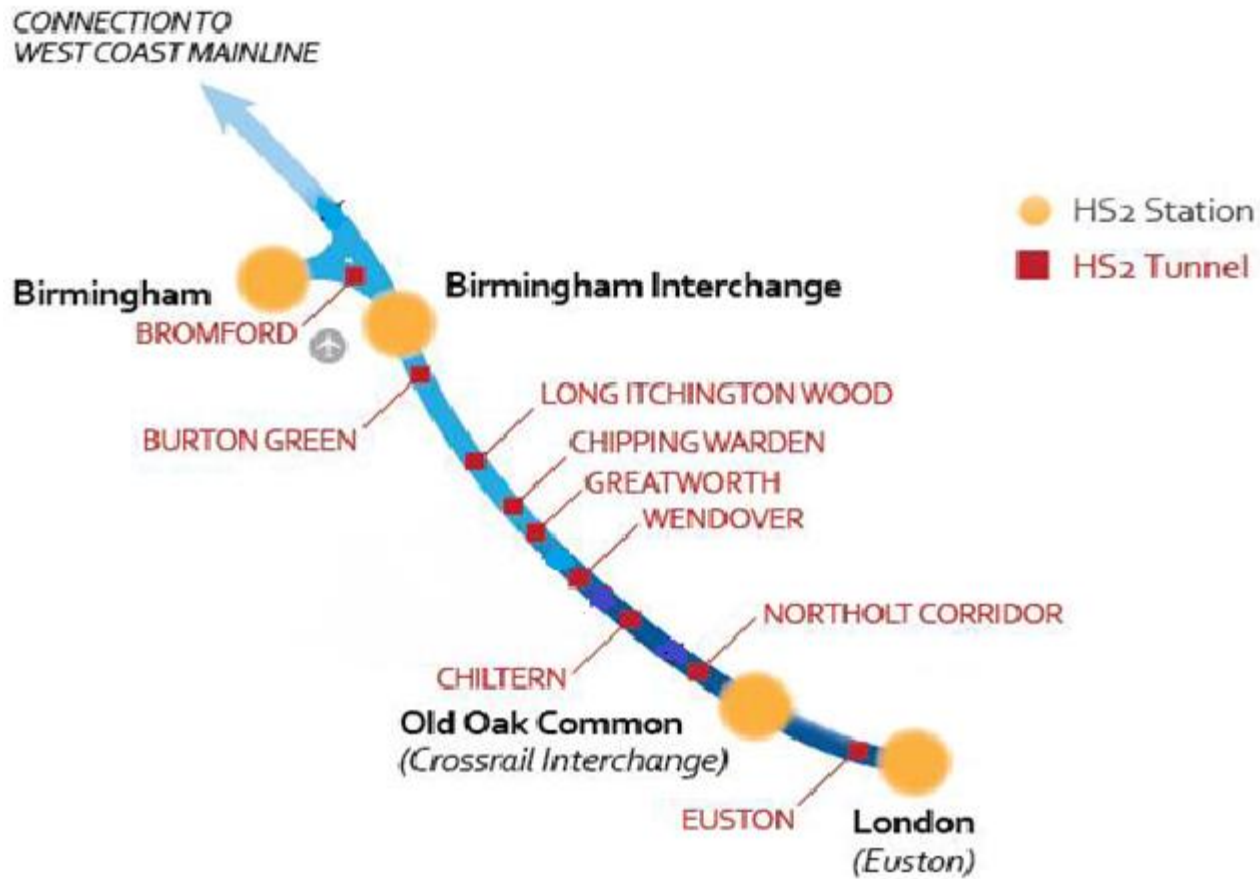 CONNECTION TO
WEST COAST MAINLINE
HS2 Station
HS2 Tunnel
Birmingham
Birmingham Interchange
BROMFORD
BURTON GREEN
LONG ITCHINGTON WOOD
CHIPPING WARDEN
GREATWORTH
WENDOVER
NORTHOLT CORRIDOR
CHILTERN
Old Oak Common
(Crossrail Interchange)
EUSTON
London
(Euston)